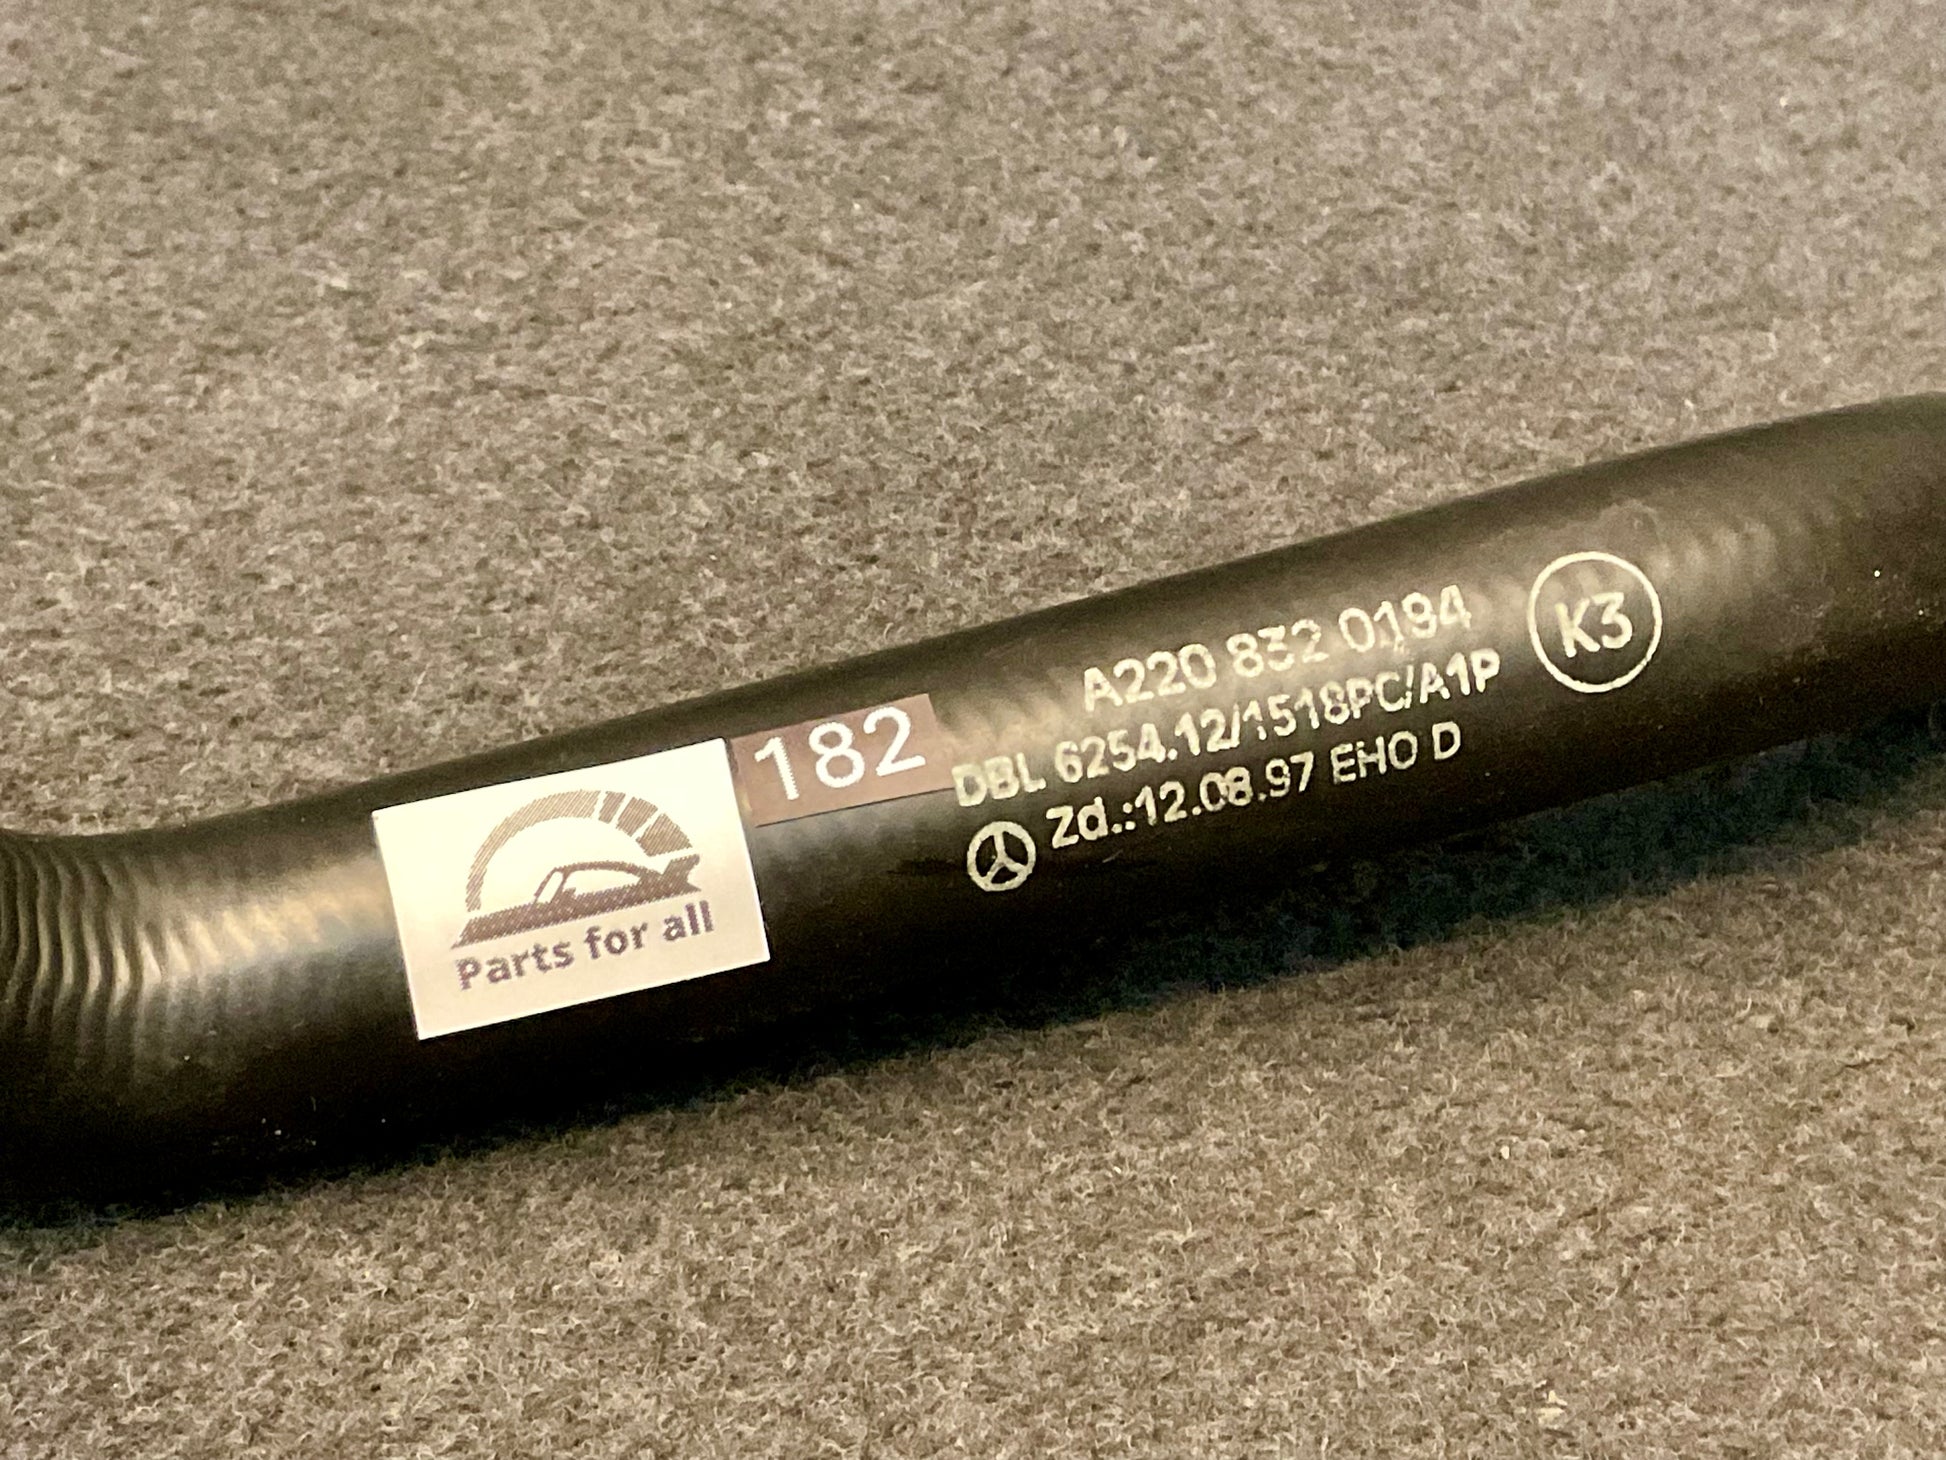 A220 832 0194
K3
DBL 6254.12/1518PC/A1P
Zd.:12.08.97 EHO D
182
Parts for all